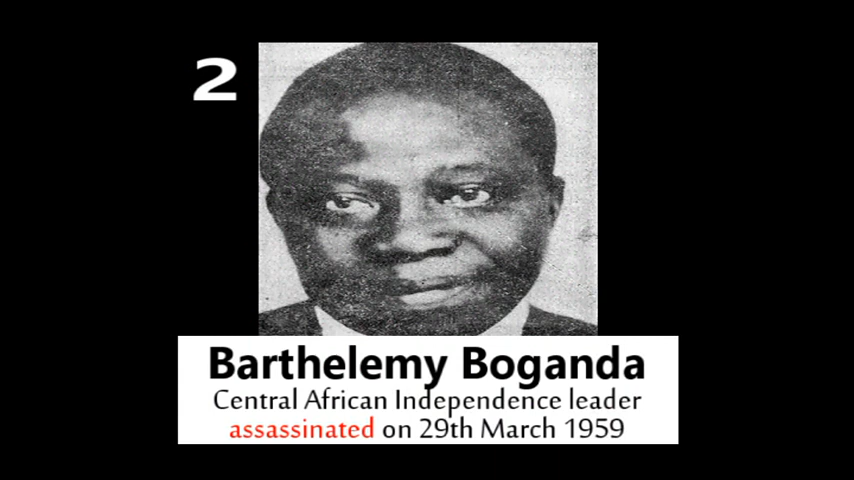 2
Barthelemy Boganda
Central African Independence leader
assassinated on 29th March 1959